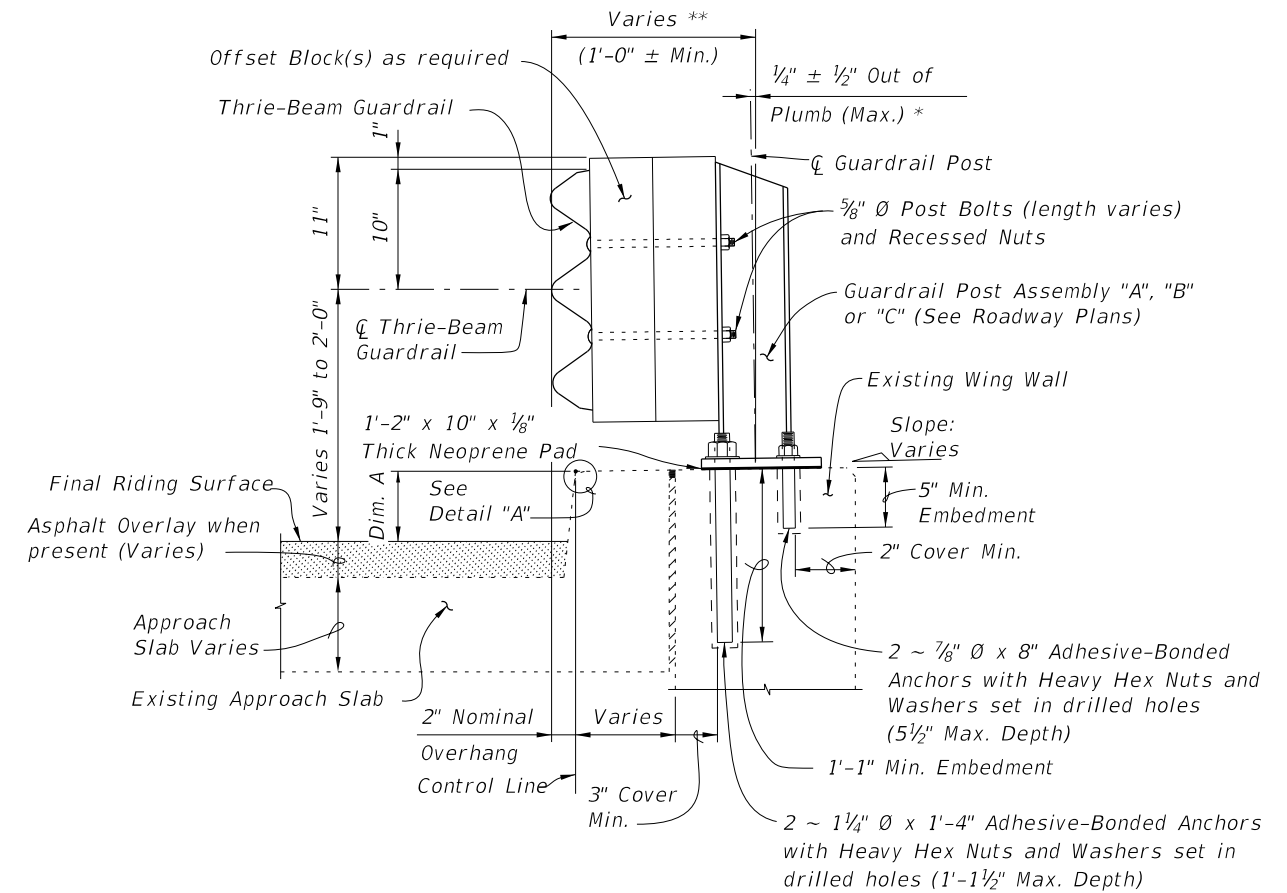 Varies **
(1'-0" ± Min.)
Offset Block(s) as required
¼" ± ½" Out of
Plumb (Max.) *
Thrie-Beam Guardrail
1"
℄ Guardrail Post
11"
10"
⅝" Ø Post Bolts (length varies)
and Recessed Nuts
Guardrail Post Assembly "A", "B"
or "C" (See Roadway Plans)
℄ Thrie-Beam
Guardrail
Varies 1'-9" to 2'-0"
Existing Wing Wall
1'-2" x 10" x ⅛"
Thick Neoprene Pad
Slope:
Varies
Final Riding Surface
Dim. A
See
Detail "A"
5" Min.
Embedment
Asphalt Overlay when
present (Varies)
2" Cover Min.
Approach
Slab Varies
2 ~ ⅞" Ø x 8" Adhesive-Bonded
Anchors with Heavy Hex Nuts and
Washers set in drilled holes
(5½" Max. Depth)
Existing Approach Slab
2" Nominal
Overhang
Varies
Control Line
1'-1" Min. Embedment
3" Cover
Min.
2 ~ 1¼" Ø x 1'-4" Adhesive-Bonded Anchors
with Heavy Hex Nuts and Washers set in
drilled holes (1'-1½" Max. Depth)